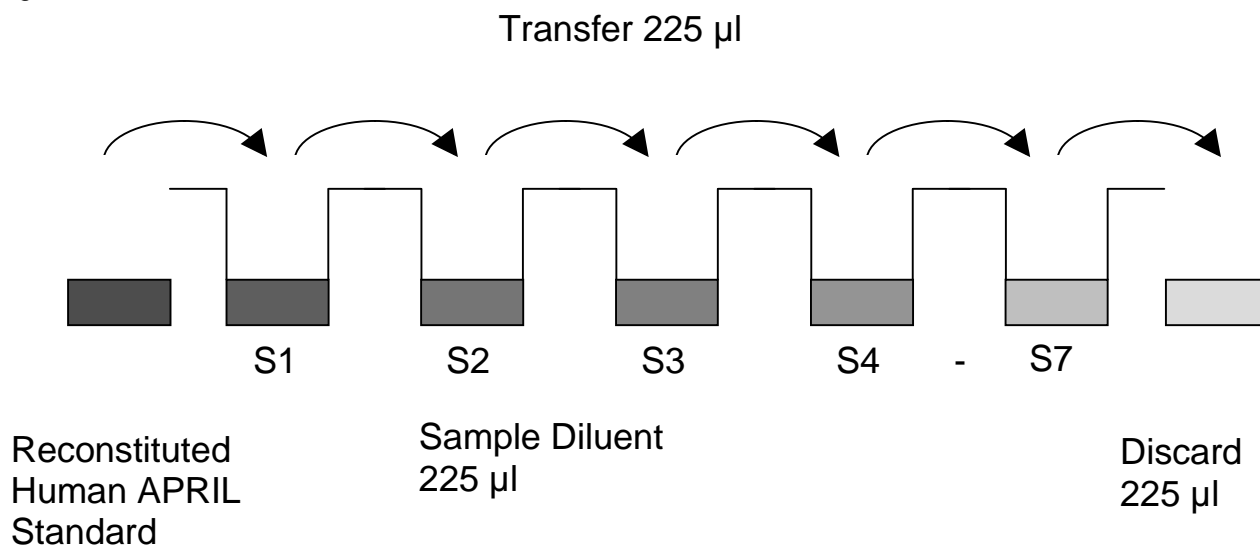 Transfer 225 µl
S1 S2 S3 S4 - S7
Reconstituted
Human APRIL
Standard
Sample Diluent
225 µl
Discard
225 µl